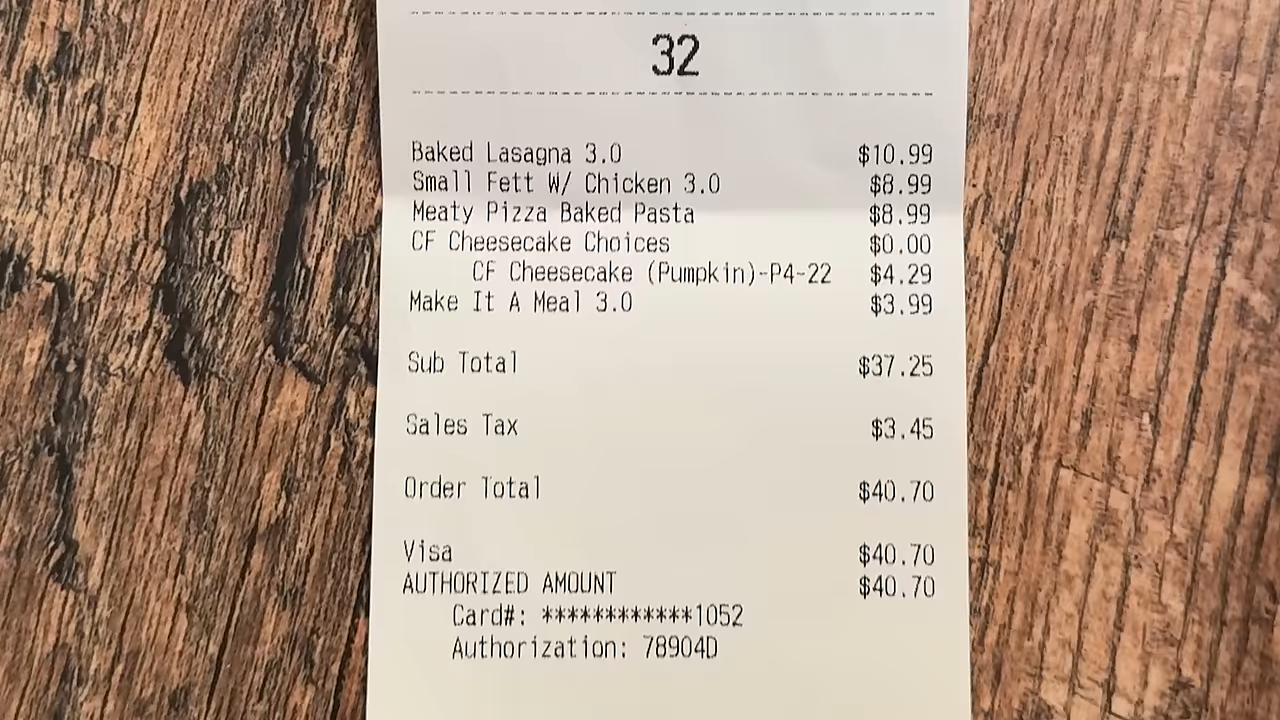 32
Baked Lasagna 3.0 $10.99
Small Fett W/ Chicken 3.0 $8.99
Meaty Pizza Baked Pasta $8.99
CF Cheesecake Choices $0.00
CF Cheesecake (Pumpkin)-P4-22 $4.29
Make It A Meal 3.0 $3.99
Sub Total $37.25
Sales Tax $3.45
Order Total $40.70
Visa $40.70
AUTHORIZED AMOUNT $40.70
Card#: ************1052
Authorization: 78904D